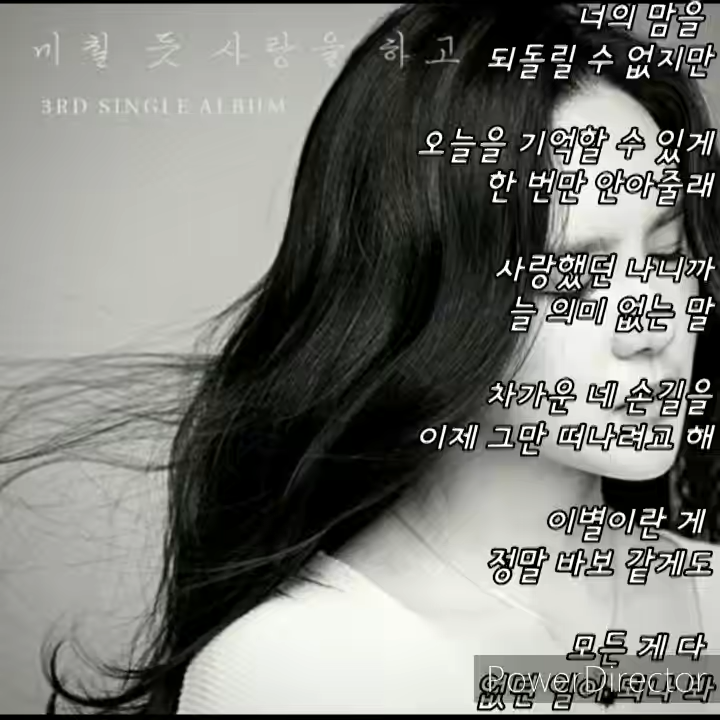 미칠 듯 사랑을 하고
3RD SINGLE ALBUM
너의 맘을
되돌릴 수 없지만
오늘을 기억할 수 있게
한 번만 안아줄래
사랑했던 나니까
늘 의미 없는 말
차가운 네 손길을
이제 그만 떠나려고 해
이별이란 게
정말 바보 같게도
모든 게 다
PowerDirector